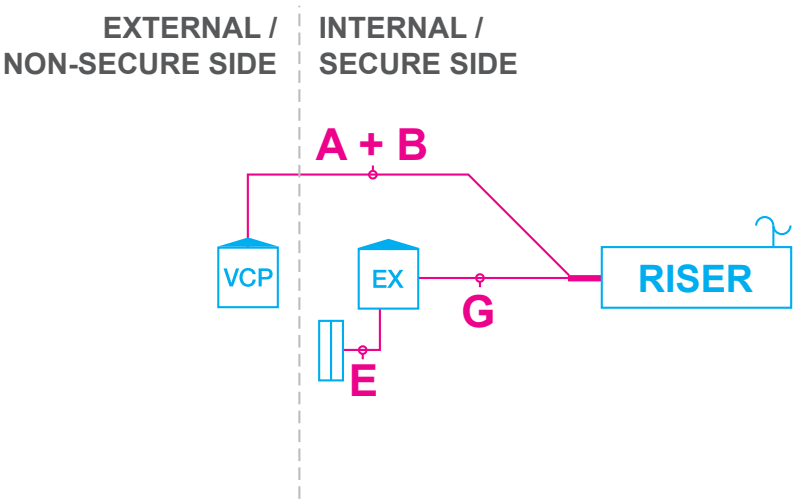 EXTERNAL /
NON-SECURE SIDE
INTERNAL /
SECURE SIDE
A + B
VCP
EX
G
RISER
E